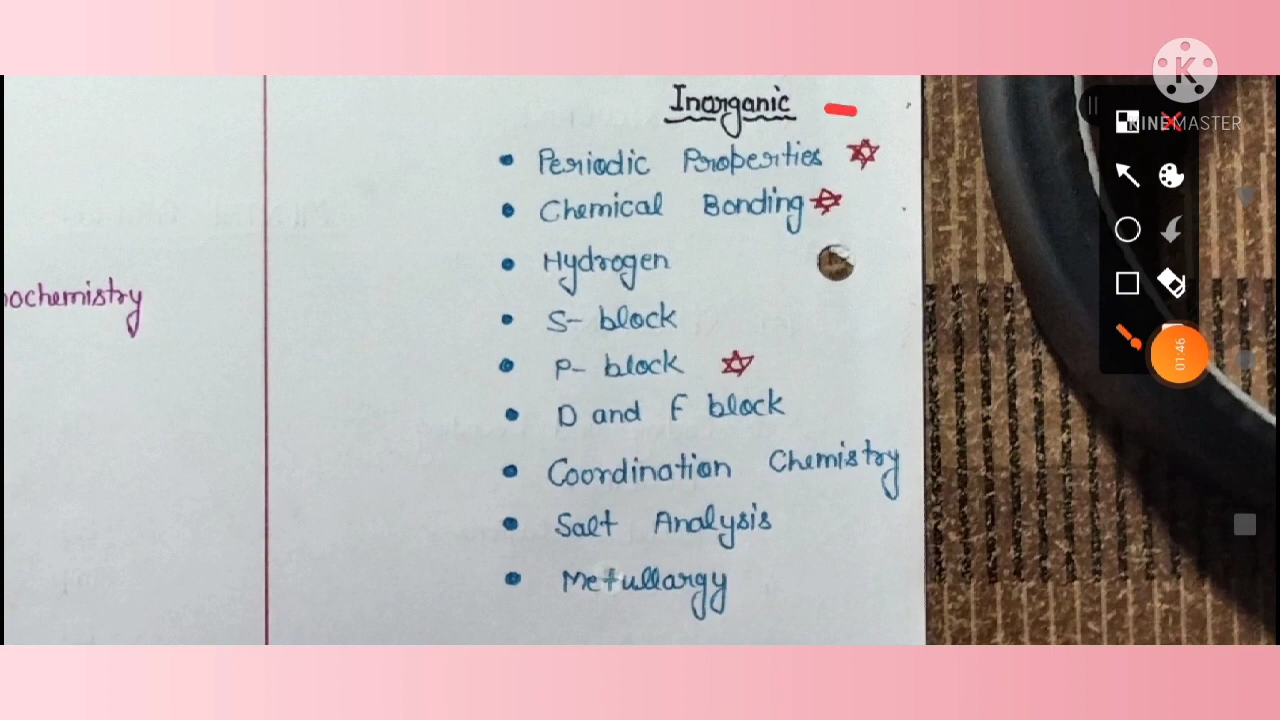 Inorganic
Periodic Properties
Chemical Bonding
Hydrogen
ochemistry
S- block
P- block
D and F block
Coordination Chemistry
Salt Analysis
Metullargy
KINEMASTER
01:46